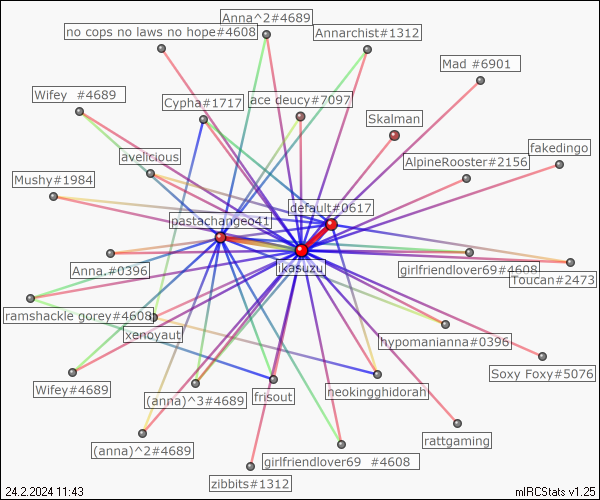 Anna^2#4689
no cops no laws no hope#4608
Annarchist#1312
Mad #6901
Wifey  #4689
Cypha#1717
ace deucy#7097
Skalman
fakedingo
avelicious
AlpineRooster#2156
Mushy#1984
default#0617
pastachangeo41
Anna.#0396
ikasuzu
girlfriendlover69#4608
Toucan#2473
ramshackle gorey#4608
xenoyaut
hypomanianna#0396
Soxy Foxy#5076
Wifey#4689
(anna)^3#4689
frisout
neokingghidorah
rattgaming
(anna)^2#4689
girlfriendlover69  #4608
zibbits#1312
24.2.2024 11:43
mIRCStats v1.25